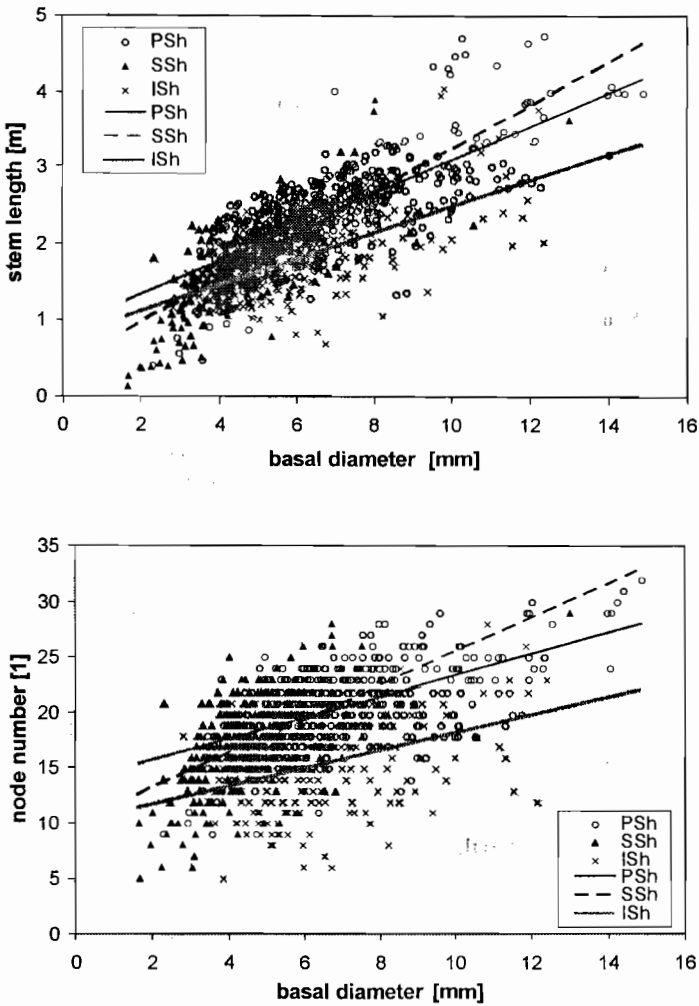 5
4
3
2
1
0
stem length [m]
PSh
SSh
ISh
PSh
SSh
ISh
0 2 4 6 8 10 12 14 16
basal diameter [mm]
35
30
25
20
15
10
5
0
node number [1]
PSh
SSh
ISh
PSh
SSh
ISh
0 2 4 6 8 10 12 14 16
basal diameter [mm]